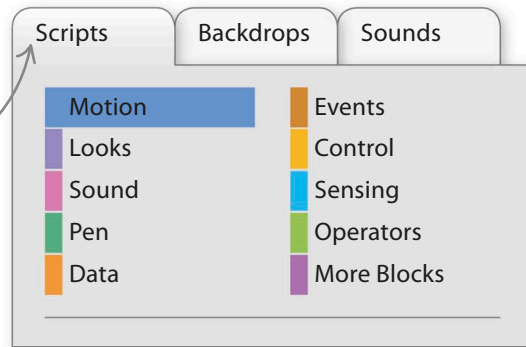 Scripts Backdrops Sounds
Motion
Looks
Sound
Pen
Data
Events
Control
Sensing
Operators
More Blocks